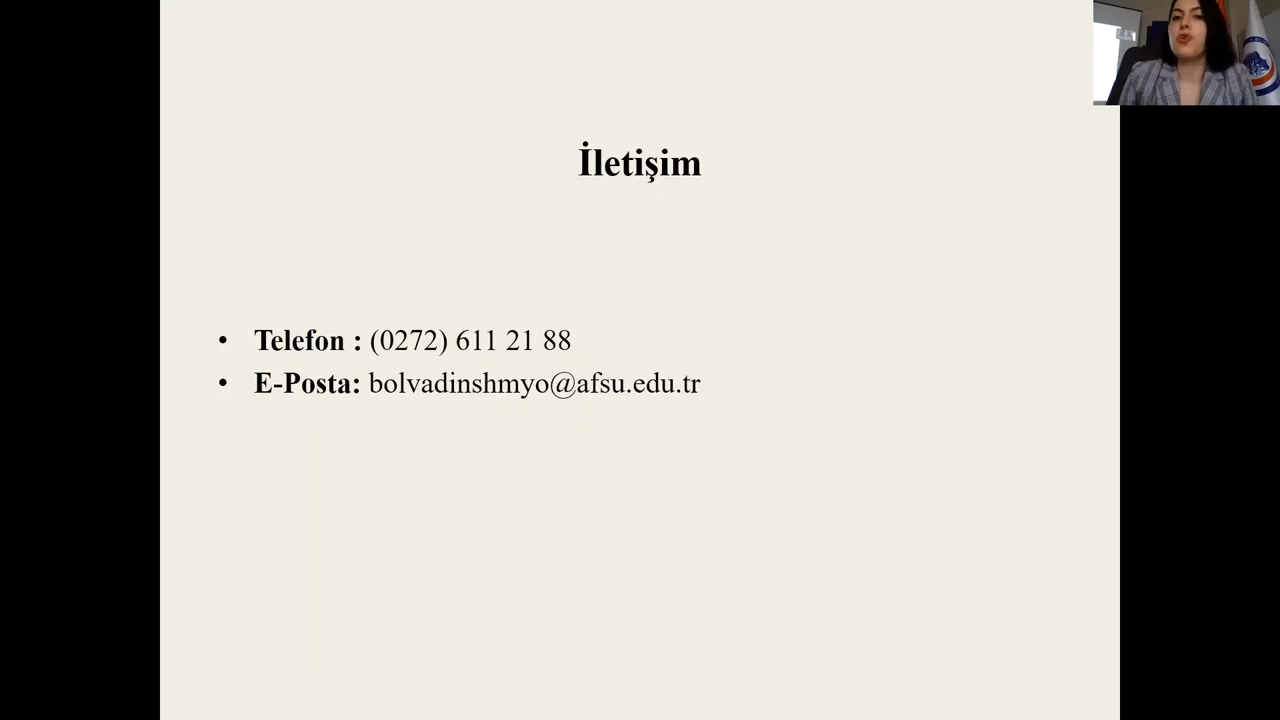 İletişim
• Telefon : (0272) 611 21 88
• E-Posta: bolvadinshmyo@afsu.edu.tr